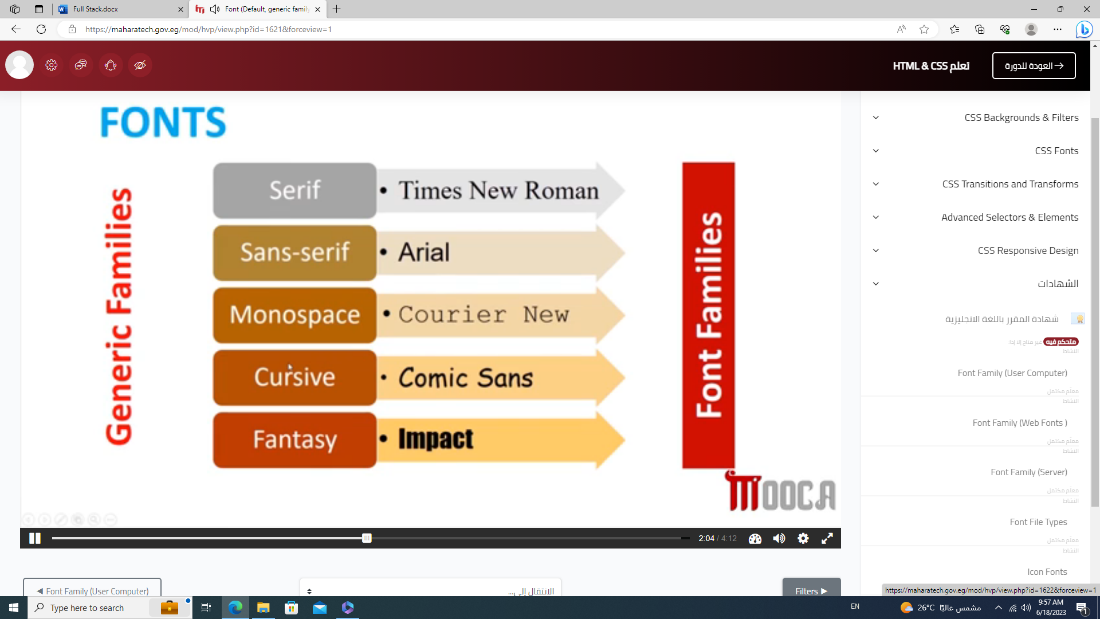 Full Stack.docx
Font (Default, generic famil
https://maharatech.gov.eg/mod/hvp/view.php?id=1621&forceview=1
تعلم HTML & CSS
العودة للدورة
FONTS
Generic Families
Serif
• Times New Roman
Sans-serif
• Arial
Monospace
• Courier New
Cursive
• Comic Sans
Fantasy
• Impact
Font Families
MOOCA
2:04 / 4:12
CSS Backgrounds & Filters
CSS Fonts
CSS Transitions and Transforms
Advanced Selectors & Elements
CSS Responsive Design
الشهادات
شهادة المقرر باللغة الانجليزية
متحكم فيه
Font Family (User Computer)
Font Family (Web Fonts )
Font Family (Server)
Font File Types
Icon Fonts
◄ Font Family (User Computer)
الانتقال إلى
Filters ►
https://maharatech.gov.eg/mod/hvp/view.php?id=1622&forceview=1
Type here to search
EN
26°C مشمس غالبًا
9:57 AM
6/18/2023